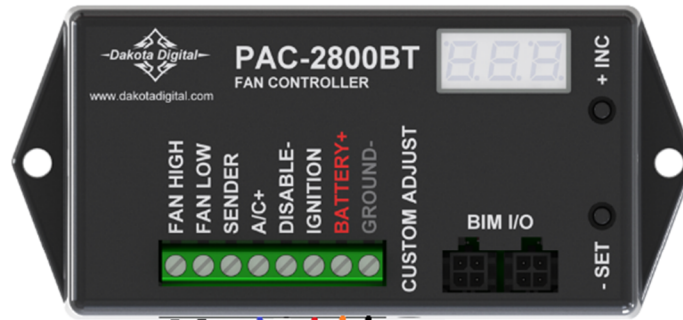 Dakota Digital
www.dakotadigital.com
PAC-2800BT
FAN CONTROLLER
+ INC
- SET
FAN HIGH
FAN LOW
SENDER
A/C+
DISABLE-
IGNITION
BATTERY+
GROUND-
CUSTOM ADJUST
BIM I/O